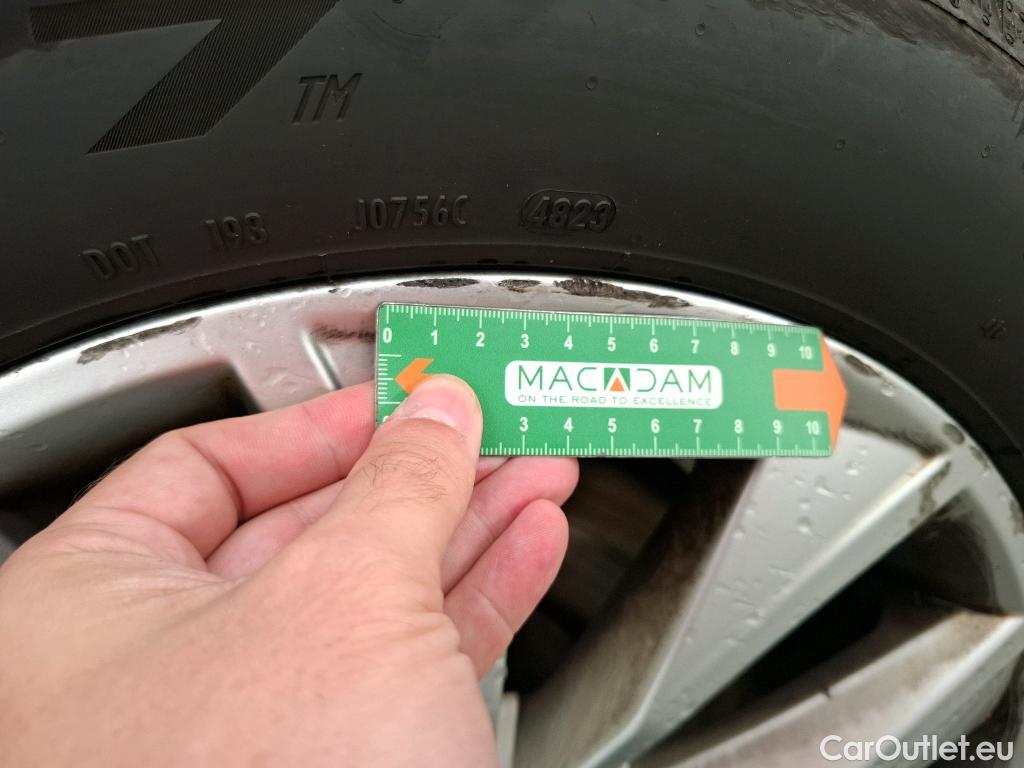 7
TM
DOT 193 J0756C 4823
0 1 2 3 4 5 6 7 8 9 10
MACADAM
ON THE ROAD TO EXCELLENCE
3 4 5 6 7 8 9 10
CarOutlet.eu